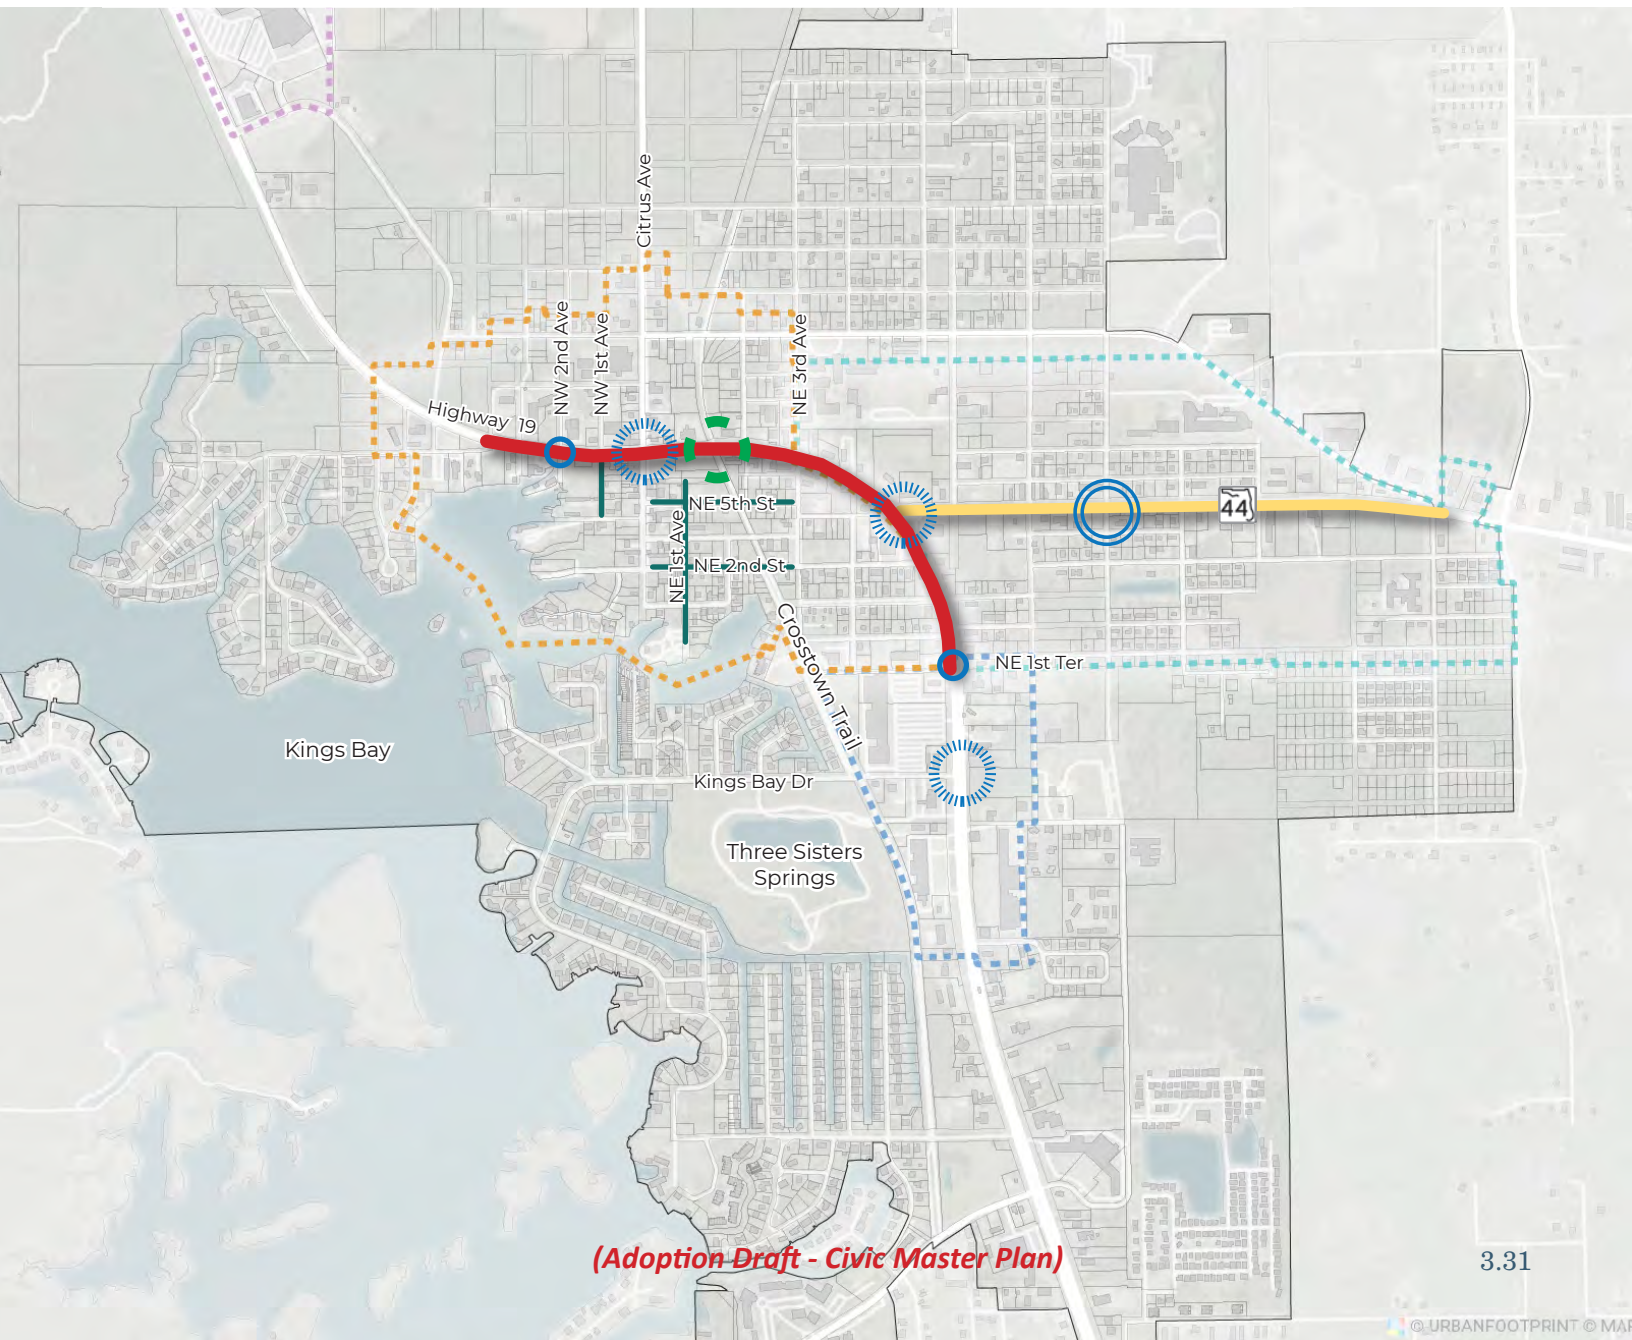 Citrus Ave
NW 2nd Ave
NW 1st Ave
NE 3rd Ave
Highway 19
NE 5th St
44
NE 1st Ave
NE 2nd St
Crosstown Trail
NE 1st Ter
Kings Bay
Kings Bay Dr
Three Sisters
Springs
(Adoption Draft - Civic Master Plan)
3.31
© URBANFOOTPRINT © MAP